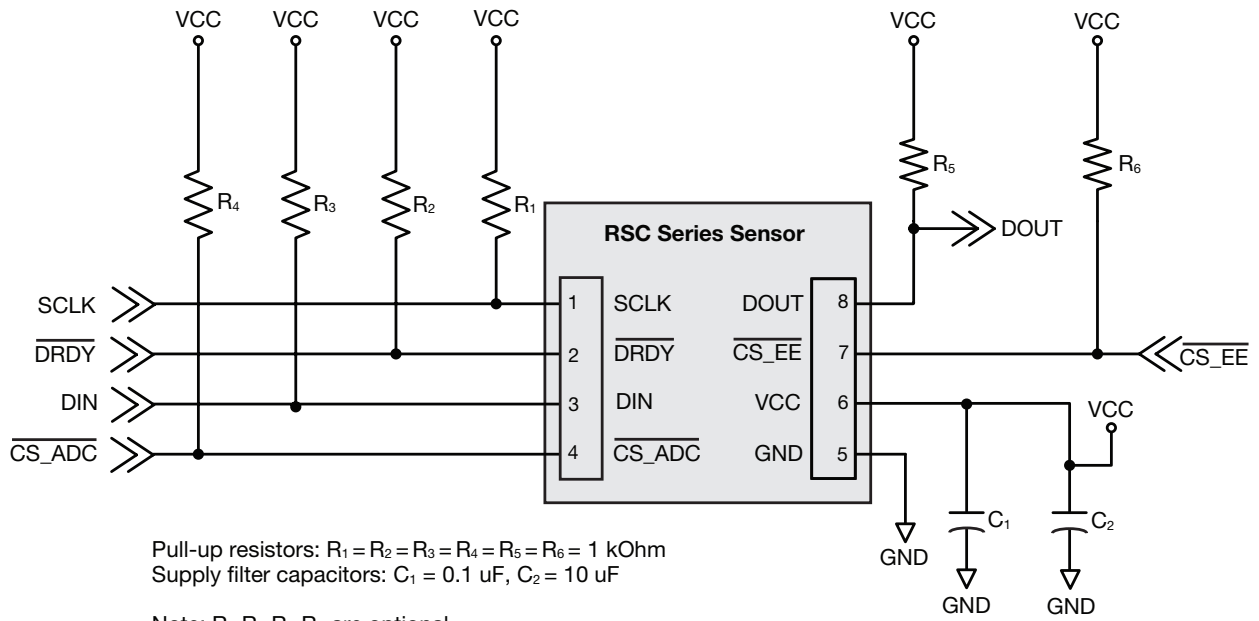 VCC VCC VCC VCC VCC VCC
R₄ R₃ R₂ R₁ R₅ R₆
RSC Series Sensor
DOUT
SCLK 1 SCLK DOUT 8
DRDY 2 DRDY CS_EE 7 CS_EE
DIN 3 DIN VCC 6 VCC
CS_ADC 4 CS_ADC GND 5
C₁ C₂
GND
GND GND
Pull-up resistors: R₁ = R₂ = R₃ = R₄ = R₅ = R₆ = 1 kOhm
Supply filter capacitors: C₁ = 0.1 uF, C₂ = 10 uF
Note: R R R R are optional